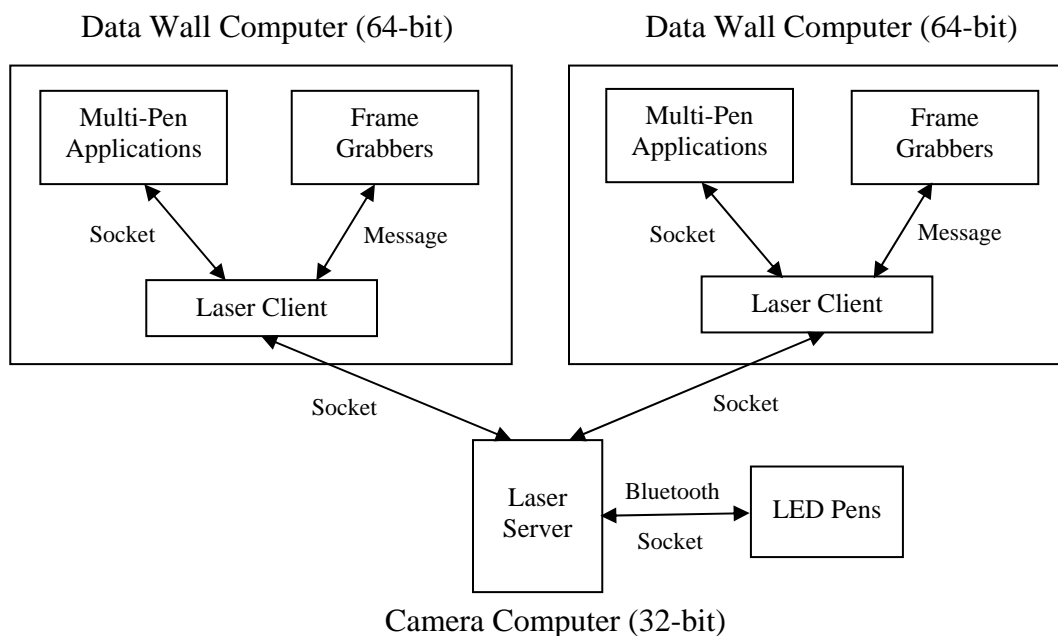 Data Wall Computer (64-bit)
Data Wall Computer (64-bit)
Multi-Pen
Applications
Frame
Grabbers
Socket
Message
Laser Client
Multi-Pen
Applications
Frame
Grabbers
Socket
Message
Laser Client
Socket
Socket
Laser
Server
Bluetooth
Socket
LED Pens
Camera Computer (32-bit)